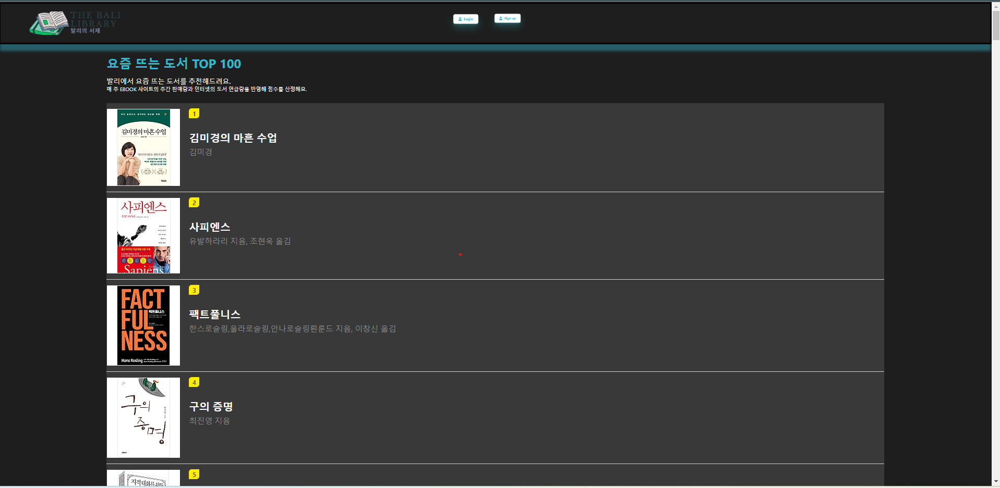 THE BALI
LIBRARY
발리의 서재
Login
Sign up
요즘 뜨는 도서 TOP 100
발리에서 요즘 뜨는 도서를 추천해드려요.
매 주 EBOOK 사이트의 주간 판매량과 인터넷의 도서 언급량을 반영해 점수를 산정해요.
1
김미경의 마흔 수업
김미경의 마흔 수업
김미경
2
사피엔스
유발 하라리
Sapiens
사피엔스
유발하라리 지음, 조현욱 옮김
3
FACT
FUL
팩트풀니스
NESS
Hans Rosling
팩트풀니스
한스로슬링,올라로슬링,안나로슬링뢴룬드 지음, 이창신 옮김
4
구의
증명
구의 증명
최진영 지음
5
지적 대화를 위한